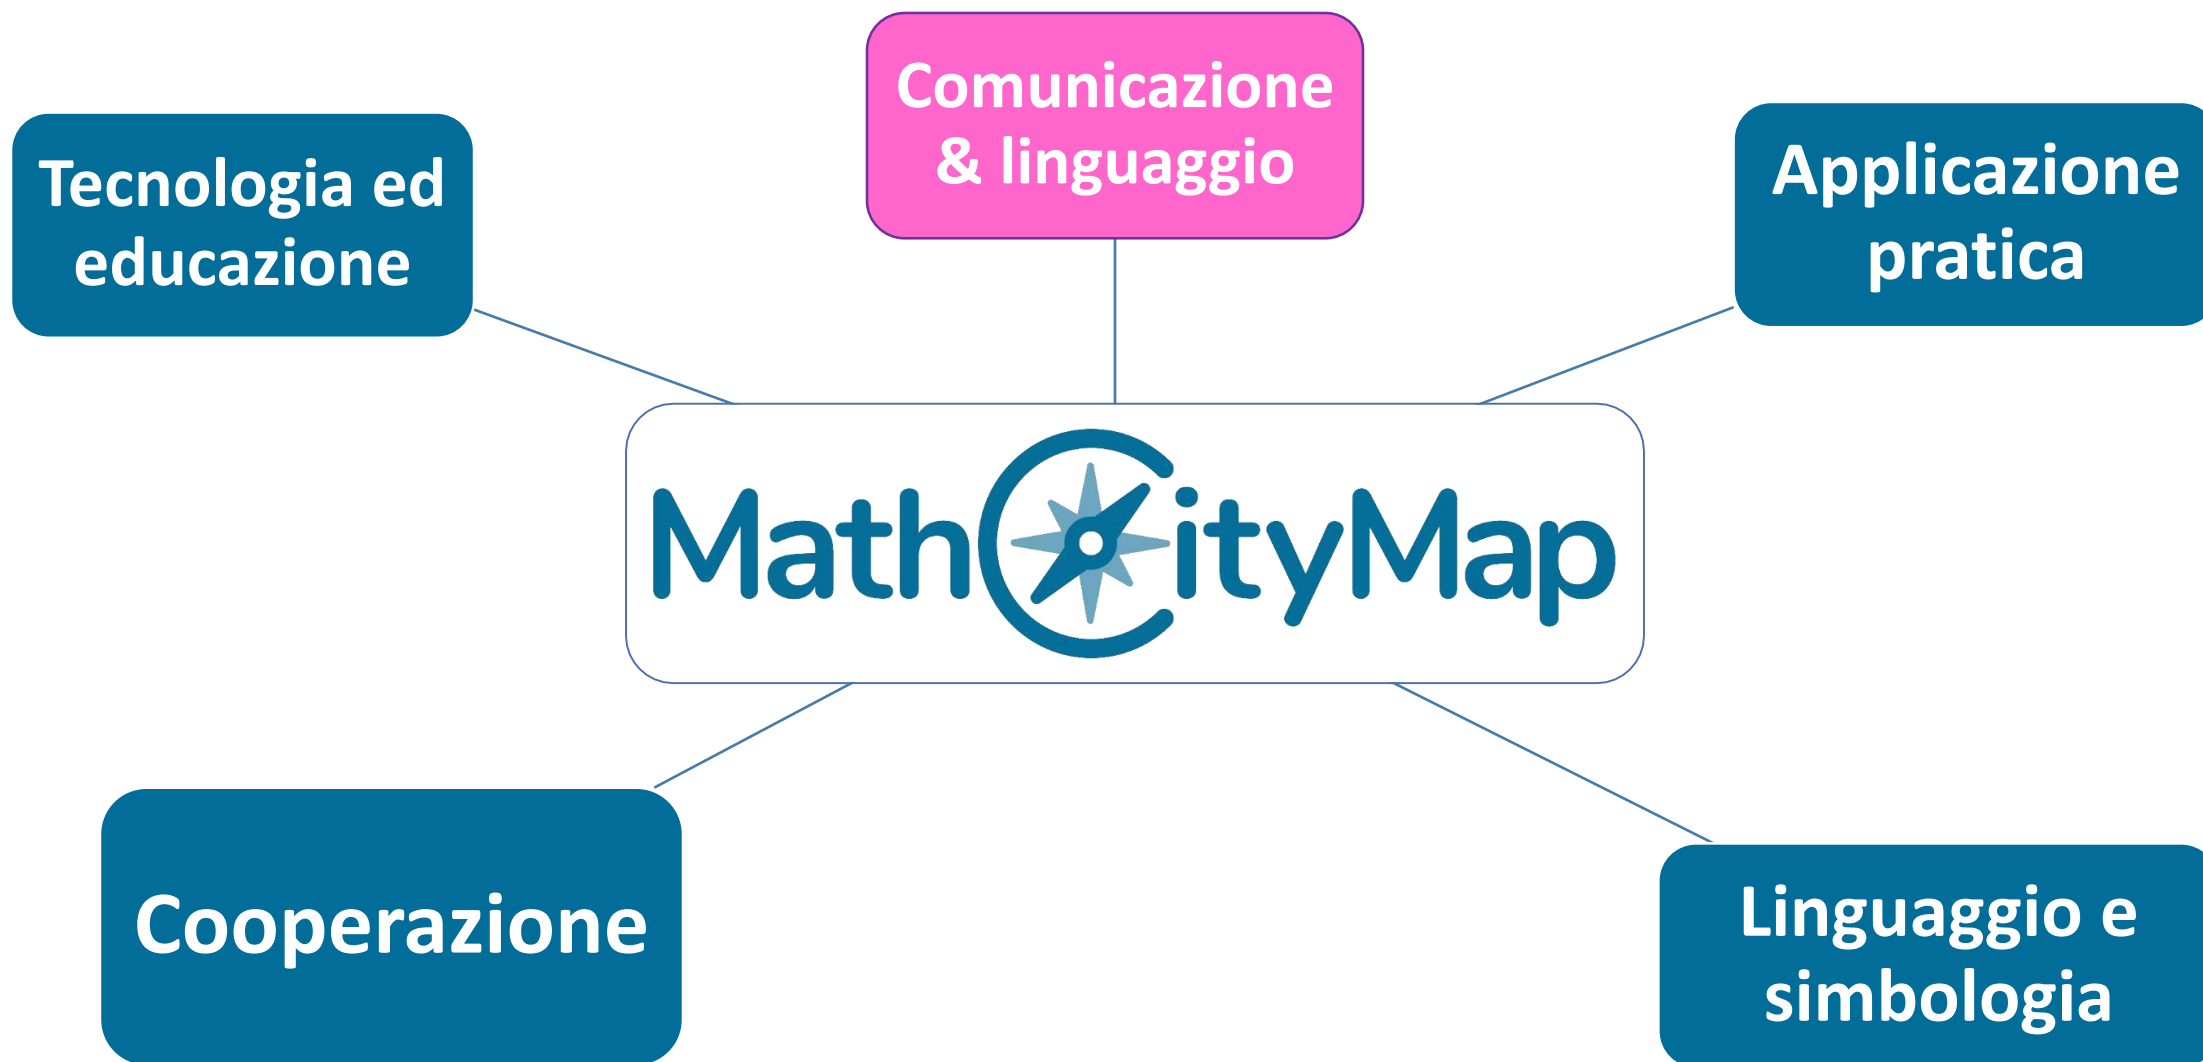 Comunicazione
& linguaggio
Tecnologia ed
educazione
Applicazione
pratica
MathCityMap
Cooperazione
Linguaggio e
simbologia